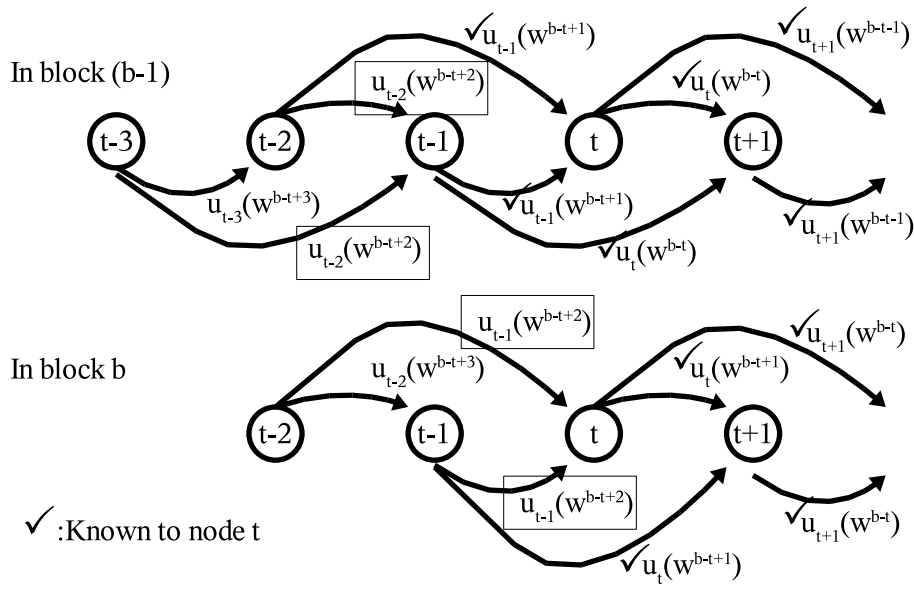 ✓u_{t-1}(w^{b-t+1})
✓u_{t+1}(w^{b-t-1})
In block (b-1)
u_{t-2}(w^{b-t+2})
✓u_t(w^{b-t})
t-3
t-2
t-1
t
t+1
u_{t-3}(w^{b-t+3})
✓u_{t-1}(w^{b-t+1})
✓u_{t+1}(w^{b-t-1})
u_{t-2}(w^{b-t+2})
✓u_t(w^{b-t})
u_{t-1}(w^{b-t+2})
✓u_{t+1}(w^{b-t})
In block b
u_{t-2}(w^{b-t+3})
✓u_t(w^{b-t+1})
t-2
t-1
t
t+1
u_{t-1}(w^{b-t+2})
✓u_{t+1}(w^{b-t})
✓:Known to node t
✓u_t(w^{b-t+1})